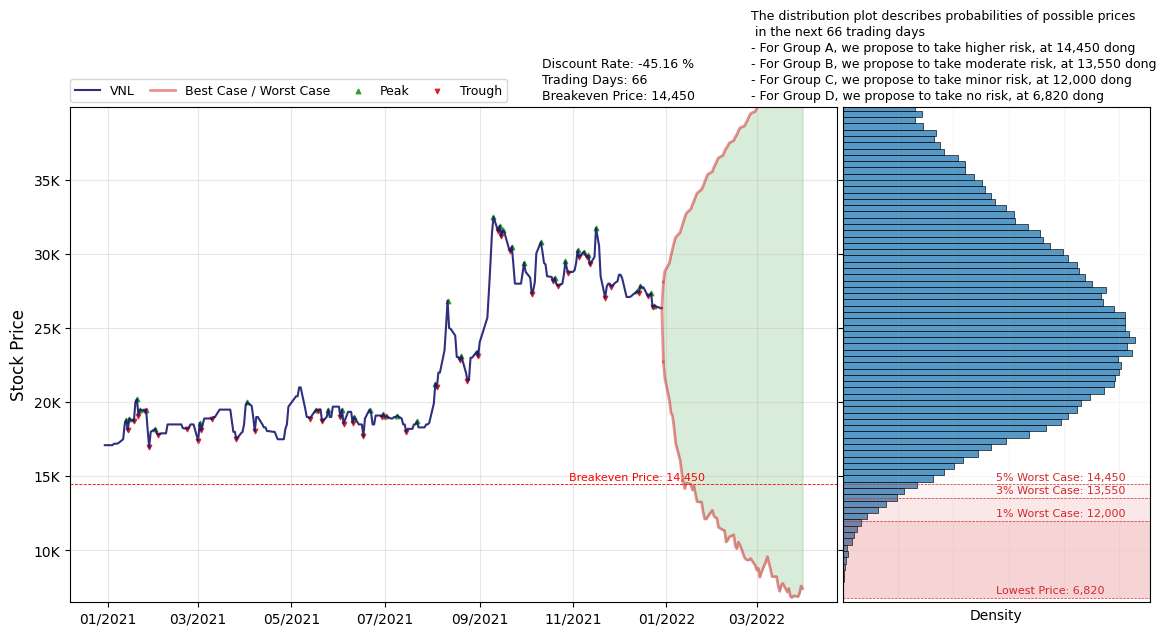 The distribution plot describes probabilities of possible prices
in the next 66 trading days
- For Group A, we propose to take higher risk, at 14,450 dong
- For Group B, we propose to take moderate risk, at 13,550 dong
- For Group C, we propose to take minor risk, at 12,000 dong
- For Group D, we propose to take no risk, at 6,820 dong
Discount Rate: -45.16 %
Trading Days: 66
Breakeven Price: 14,450
VNL
Best Case / Worst Case
Peak
Trough
Stock Price
35K
30K
25K
20K
15K
10K
Breakeven Price: 14,450
01/2021
03/2021
05/2021
07/2021
09/2021
11/2021
01/2022
03/2022
5% Worst Case: 14,450
3% Worst Case: 13,550
1% Worst Case: 12,000
Lowest Price: 6,820
Density